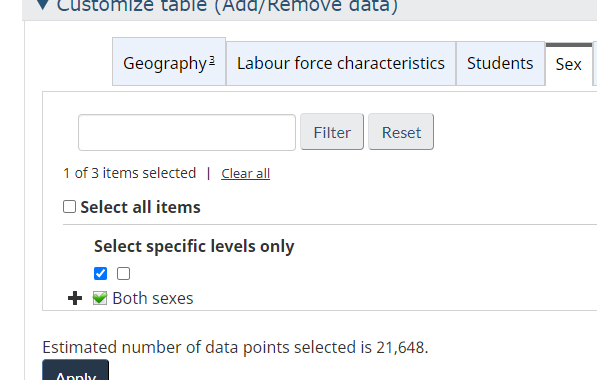 Customize table (Add/Remove data)
Geography 3 Labour force characteristics Students Sex
Filter Reset
1 of 3 items selected | Clear all
Select all items
Select specific levels only
Both sexes
Estimated number of data points selected is 21,648.
Apply